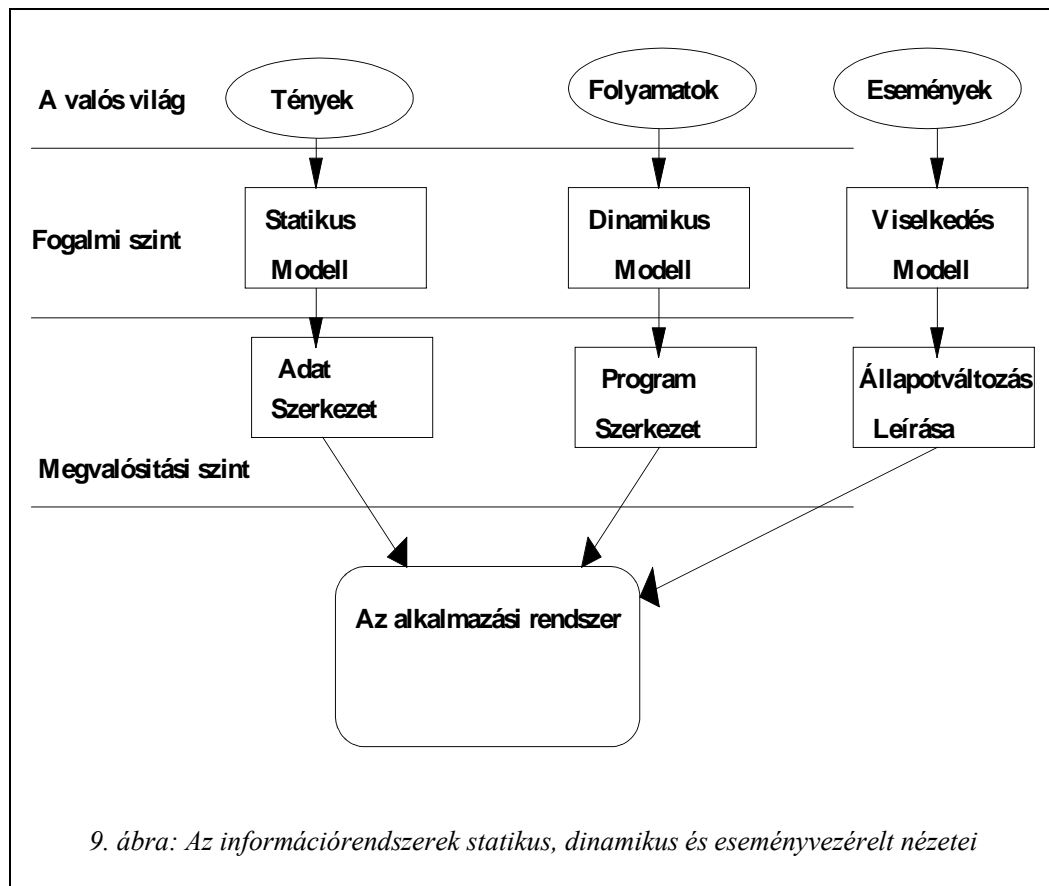 A valós világ
Tények
Folyamatok
Események
Fogalmi szint
Statikus
Modell
Dinamikus
Modell
Viselkedés
Modell
Megvalósitási szint
Adat
Szerkezet
Program
Szerkezet
Állapotváltozás
Leírása
Az alkalmazási rendszer
9. ábra: Az információrendszerek statikus, dinamikus és eseményvezérelt nézetei